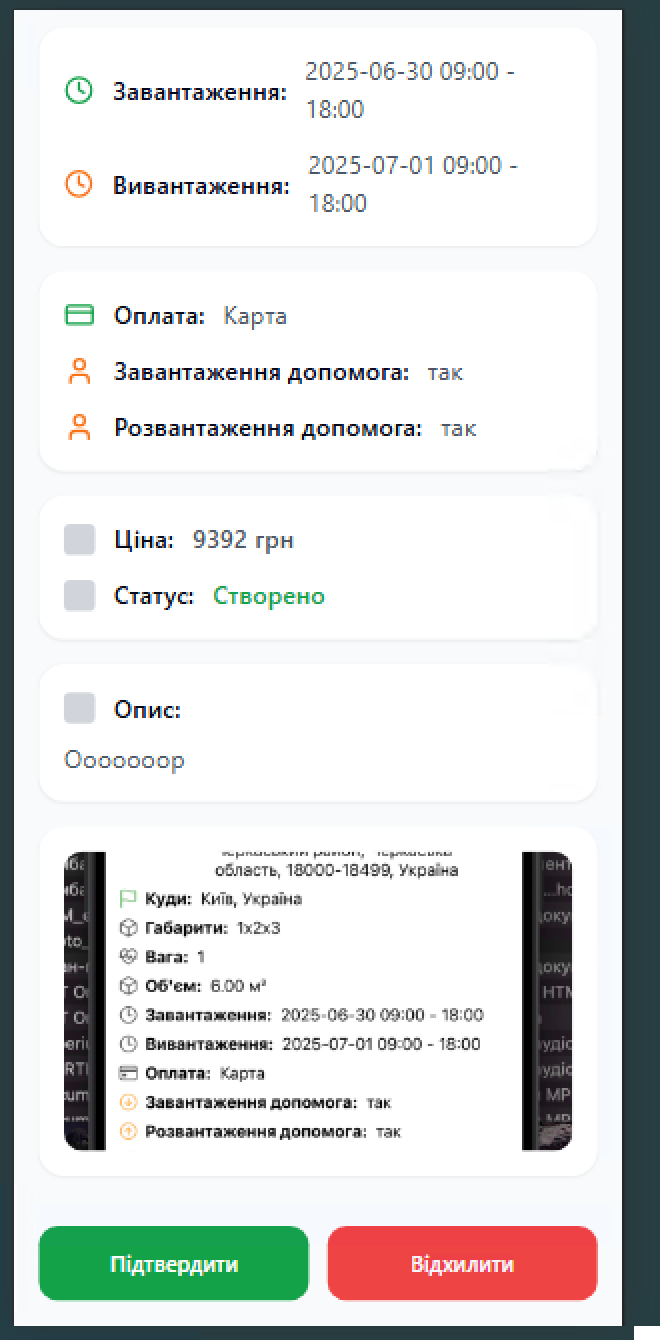 Завантаження: 2025-06-30 09:00 -
18:00
Вивантаження: 2025-07-01 09:00 -
18:00
Оплата: Карта
Завантаження допомога: так
Розвантаження допомога: так
Ціна: 9392 грн
Статус: Створено
Опис:
Ооооооор
область, 18000-18499, Україна
Куди: Київ, Україна
Габарити: 1x2x3
Вага: 1
Об'єм: 6.00 м³
Завантаження: 2025-06-30 09:00 - 18:00
Вивантаження: 2025-07-01 09:00 - 18:00
Оплата: Карта
Завантаження допомога: так
Розвантаження допомога: так
Підтвердити
Відхилити